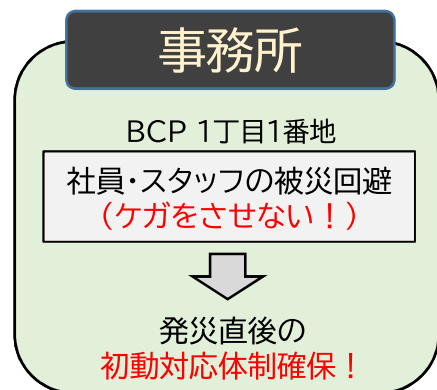 事務所
BCP 1丁目1番地
社員・スタッフの被災回避
（ケガをさせない！）
発災直後の
初動対応体制確保！